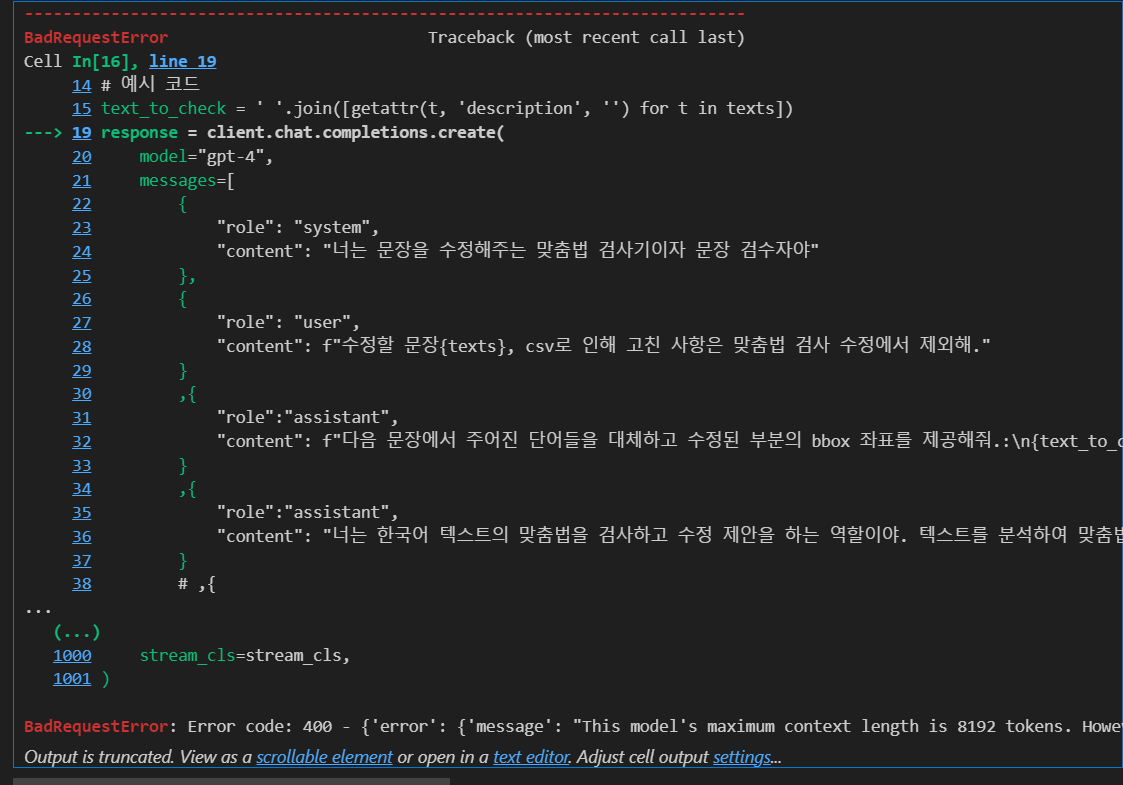 ---------------------------------------------------------------------------
BadRequestError                           Traceback (most recent call last)
Cell In[16], line 19
     14 # 예시 코드
     15 text_to_check = ' '.join([getattr(t, 'description', '') for t in texts])
---> 19 response = client.chat.completions.create(
     20     model="gpt-4",
     21     messages=[
     22         {
     23             "role": "system",
     24             "content": "너는 문장을 수정해주는 맞춤법 검사기이자 문장 검수자야"
     25         },
     26         {
     27             "role": "user",
     28             "content": f"수정할 문장{texts}, csv로 인해 고친 사항은 맞춤법 검사 수정에서 제외해."
     29         }
     30         ,{
     31             "role":"assistant",
     32             "content": f"다음 문장에서 주어진 단어들을 대체하고 수정된 부분의 bbox 좌표를 제공해줘.:\n{text_to_
     33         }
     34         ,{
     35             "role":"assistant",
     36             "content": "너는 한국어 텍스트의 맞춤법을 검사하고 수정 제안을 하는 역할이야. 텍스트를 분석하여 맞춤법
     37         }
     38         # ,{
...
   (...)
   1000     stream_cls=stream_cls,
   1001 )
BadRequestError: Error code: 400 - {'error': {'message': "This model's maximum context length is 8192 tokens. Howe
Output is truncated. View as a scrollable element or open in a text editor. Adjust cell output settings...